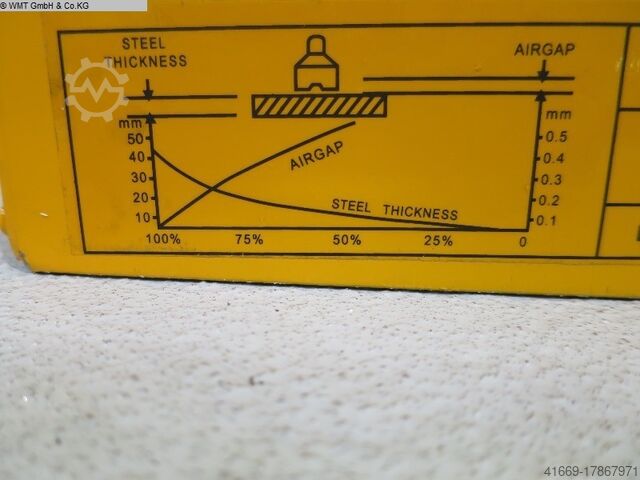 © WMT GmbH & Co.KG
STEEL
THICKNESS
AIRGAP
mm
mm
50
40
30
20
10
AIRGAP
STEEL THICKNESS
0.5
0.4
0.3
0.2
0.1
100% 75% 50% 25% 0
41669-17867971